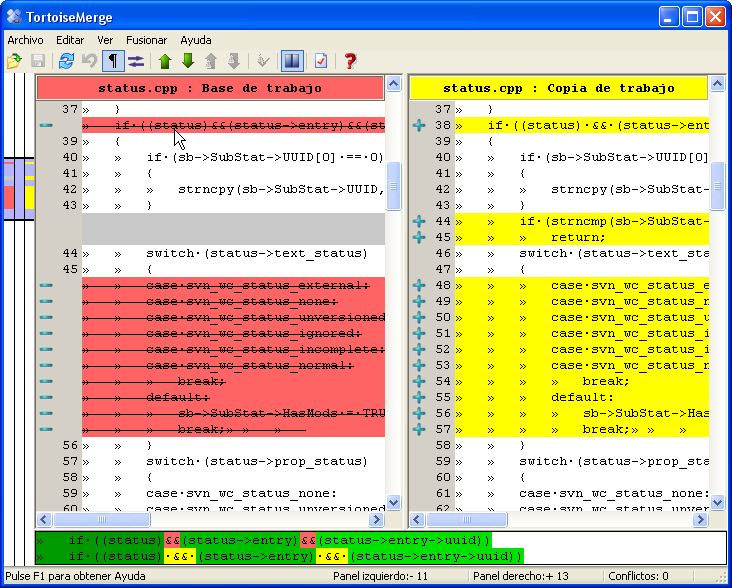 TortoiseMerge
Archivo Editar Ver Fusionar Ayuda
status.cpp : Base de trabajo
37 » }
» if·((status)&&(status->entry)&&(st
39 » {
40 » » if·(sb->SubStat->UUID[0]·==·0)
41 » » {
42 » » » strncpy(sb->SubStat->UUID,
43 » » }
44 » » switch·(status->text_status)
45 » » {
» » case·svn_wc_status_external:
» » case·svn_wc_status_none:
» » case·svn_wc_status_unversioned
» » case·svn_wc_status_ignored:
» » case·svn_wc_status_incomplete:
» » case·svn_wc_status_normal:
» » » break;
» » default:
» » » sb->SubStat->HasMods·=·TRU
» » » break;» » »
56 » » }
57 » » switch·(status->prop_status)
58 » » {
59 » » case·svn_wc_status_none:
60 » » case·svn_wc_status_unversioned
status.cpp : Copia de trabajo
37 » }
38 » if·((status)·&&·(status->ent
39 » {
40 » » if·(sb->SubStat->UUID[0]
41 » » {
42 » » » strncpy(sb->SubStat-
43 » » }
44 » » if·(strncmp(sb->SubStat-
45 » » » return;
46 » » switch·(status->text_sta
47 » » {
48 » » case·svn_wc_status_e
49 » » case·svn_wc_status_n
50 » » case·svn_wc_status_u
51 » » case·svn_wc_status_i
52 » » case·svn_wc_status_i
53 » » case·svn_wc_status_n
54 » » » break;
55 » » default:
56 » » » sb->SubStat->Has
57 » » » break;» » »
58 » » }
59 » » switch·(status->prop_sta
60 » » {
61 » » case·svn_wc_status_none:
62 » » case·svn_wc_status_u
» if·((status)&&(status->entry)&&(status->entry->uuid))
» if·((status)·&&·(status->entry)·&&·(status->entry->uuid))
Pulse F1 para obtener Ayuda Panel izquierdo:- 11 Panel derecho:+ 13 Conflictos: 0